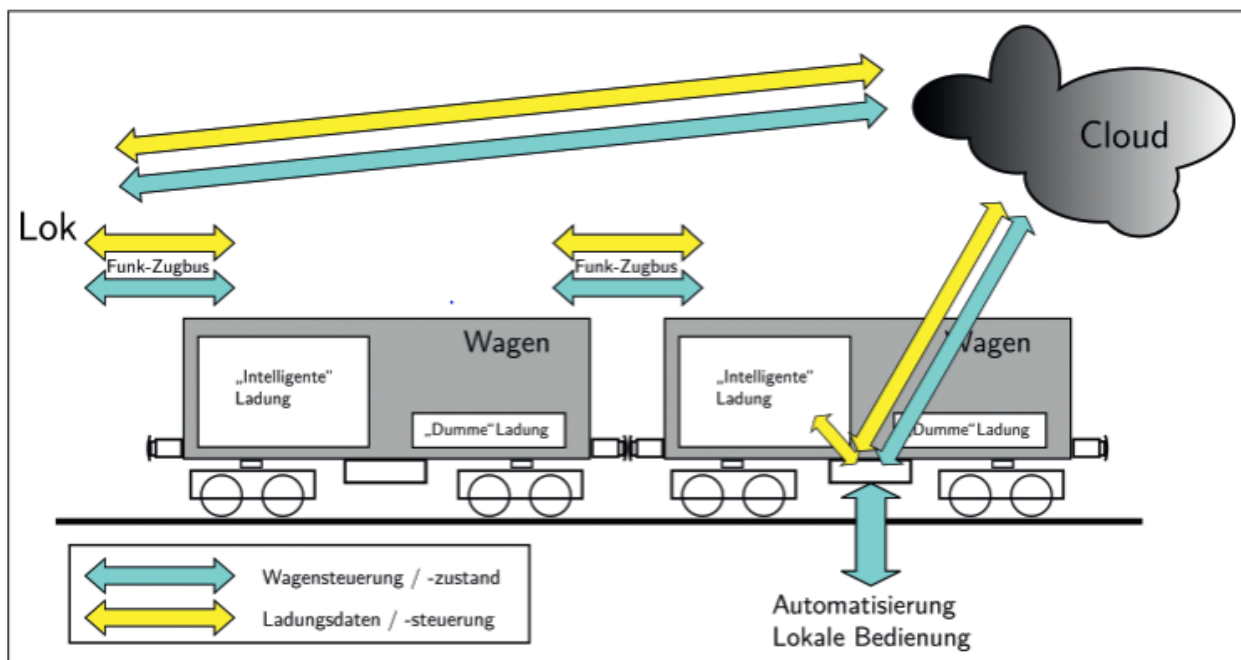 Cloud
Lok
Funk-Zugbus
Funk-Zugbus
Wagen
„Intelligente“
Ladung
„Dumme“Ladung
Wagen
„Intelligente“
Ladung
„Dumme“Ladung
Wagensteuerung / -zustand
Ladungsdaten / -steuerung
Automatisierung
Lokale Bedienung